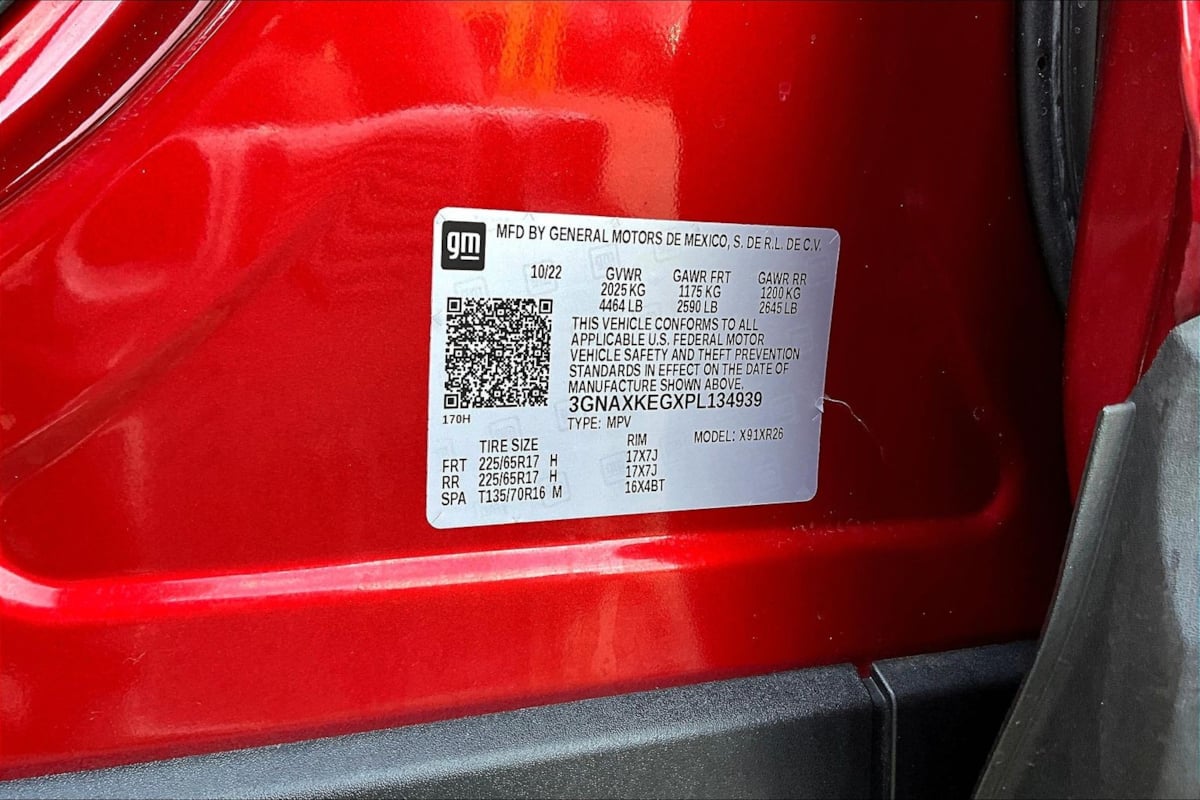 gm MFD BY GENERAL MOTORS DE MEXICO, S. DE R.L. DE C.V.
10/22 GVWR GAWR FRT GAWR RR
2025 KG 1175 KG 1200 KG
4464 LB 2590 LB 2645 LB
THIS VEHICLE CONFORMS TO ALL
APPLICABLE U.S. FEDERAL MOTOR
VEHICLE SAFETY AND THEFT PREVENTION
STANDARDS IN EFFECT ON THE DATE OF
MANUFACTURE SHOWN ABOVE.
3GNAXKEGXPL134939
170H TYPE: MPV
TIRE SIZE RIM MODEL: X91XR26
FRT 225/65R17 H 17X7J
RR 225/65R17 H 17X7J
SPA T135/70R16 M 16X4BT